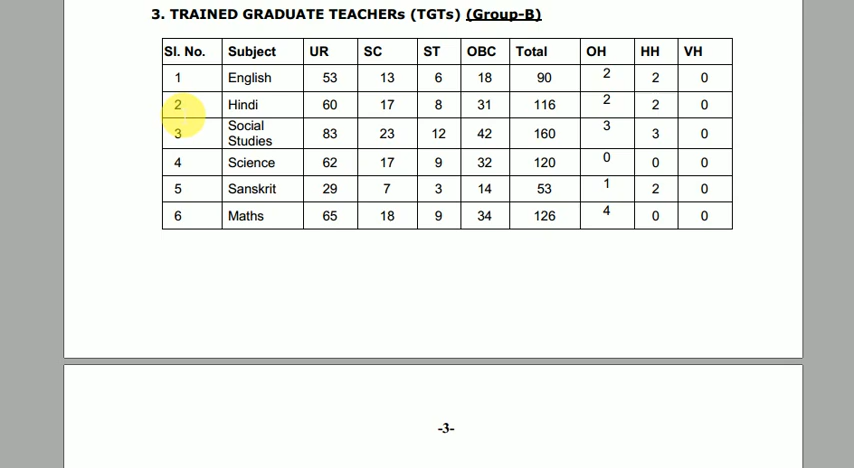 3. TRAINED GRADUATE TEACHERs (TGTs) (Group-B)
Sl. No. Subject UR SC ST OBC Total OH HH VH
1 English 53 13 6 18 90 2 2 0
2 Hindi 60 17 8 31 116 2 2 0
3 Social Studies 83 23 12 42 160 3 3 0
4 Science 62 17 9 32 120 0 0 0
5 Sanskrit 29 7 3 14 53 1 2 0
6 Maths 65 18 9 34 126 4 0 0
-3-